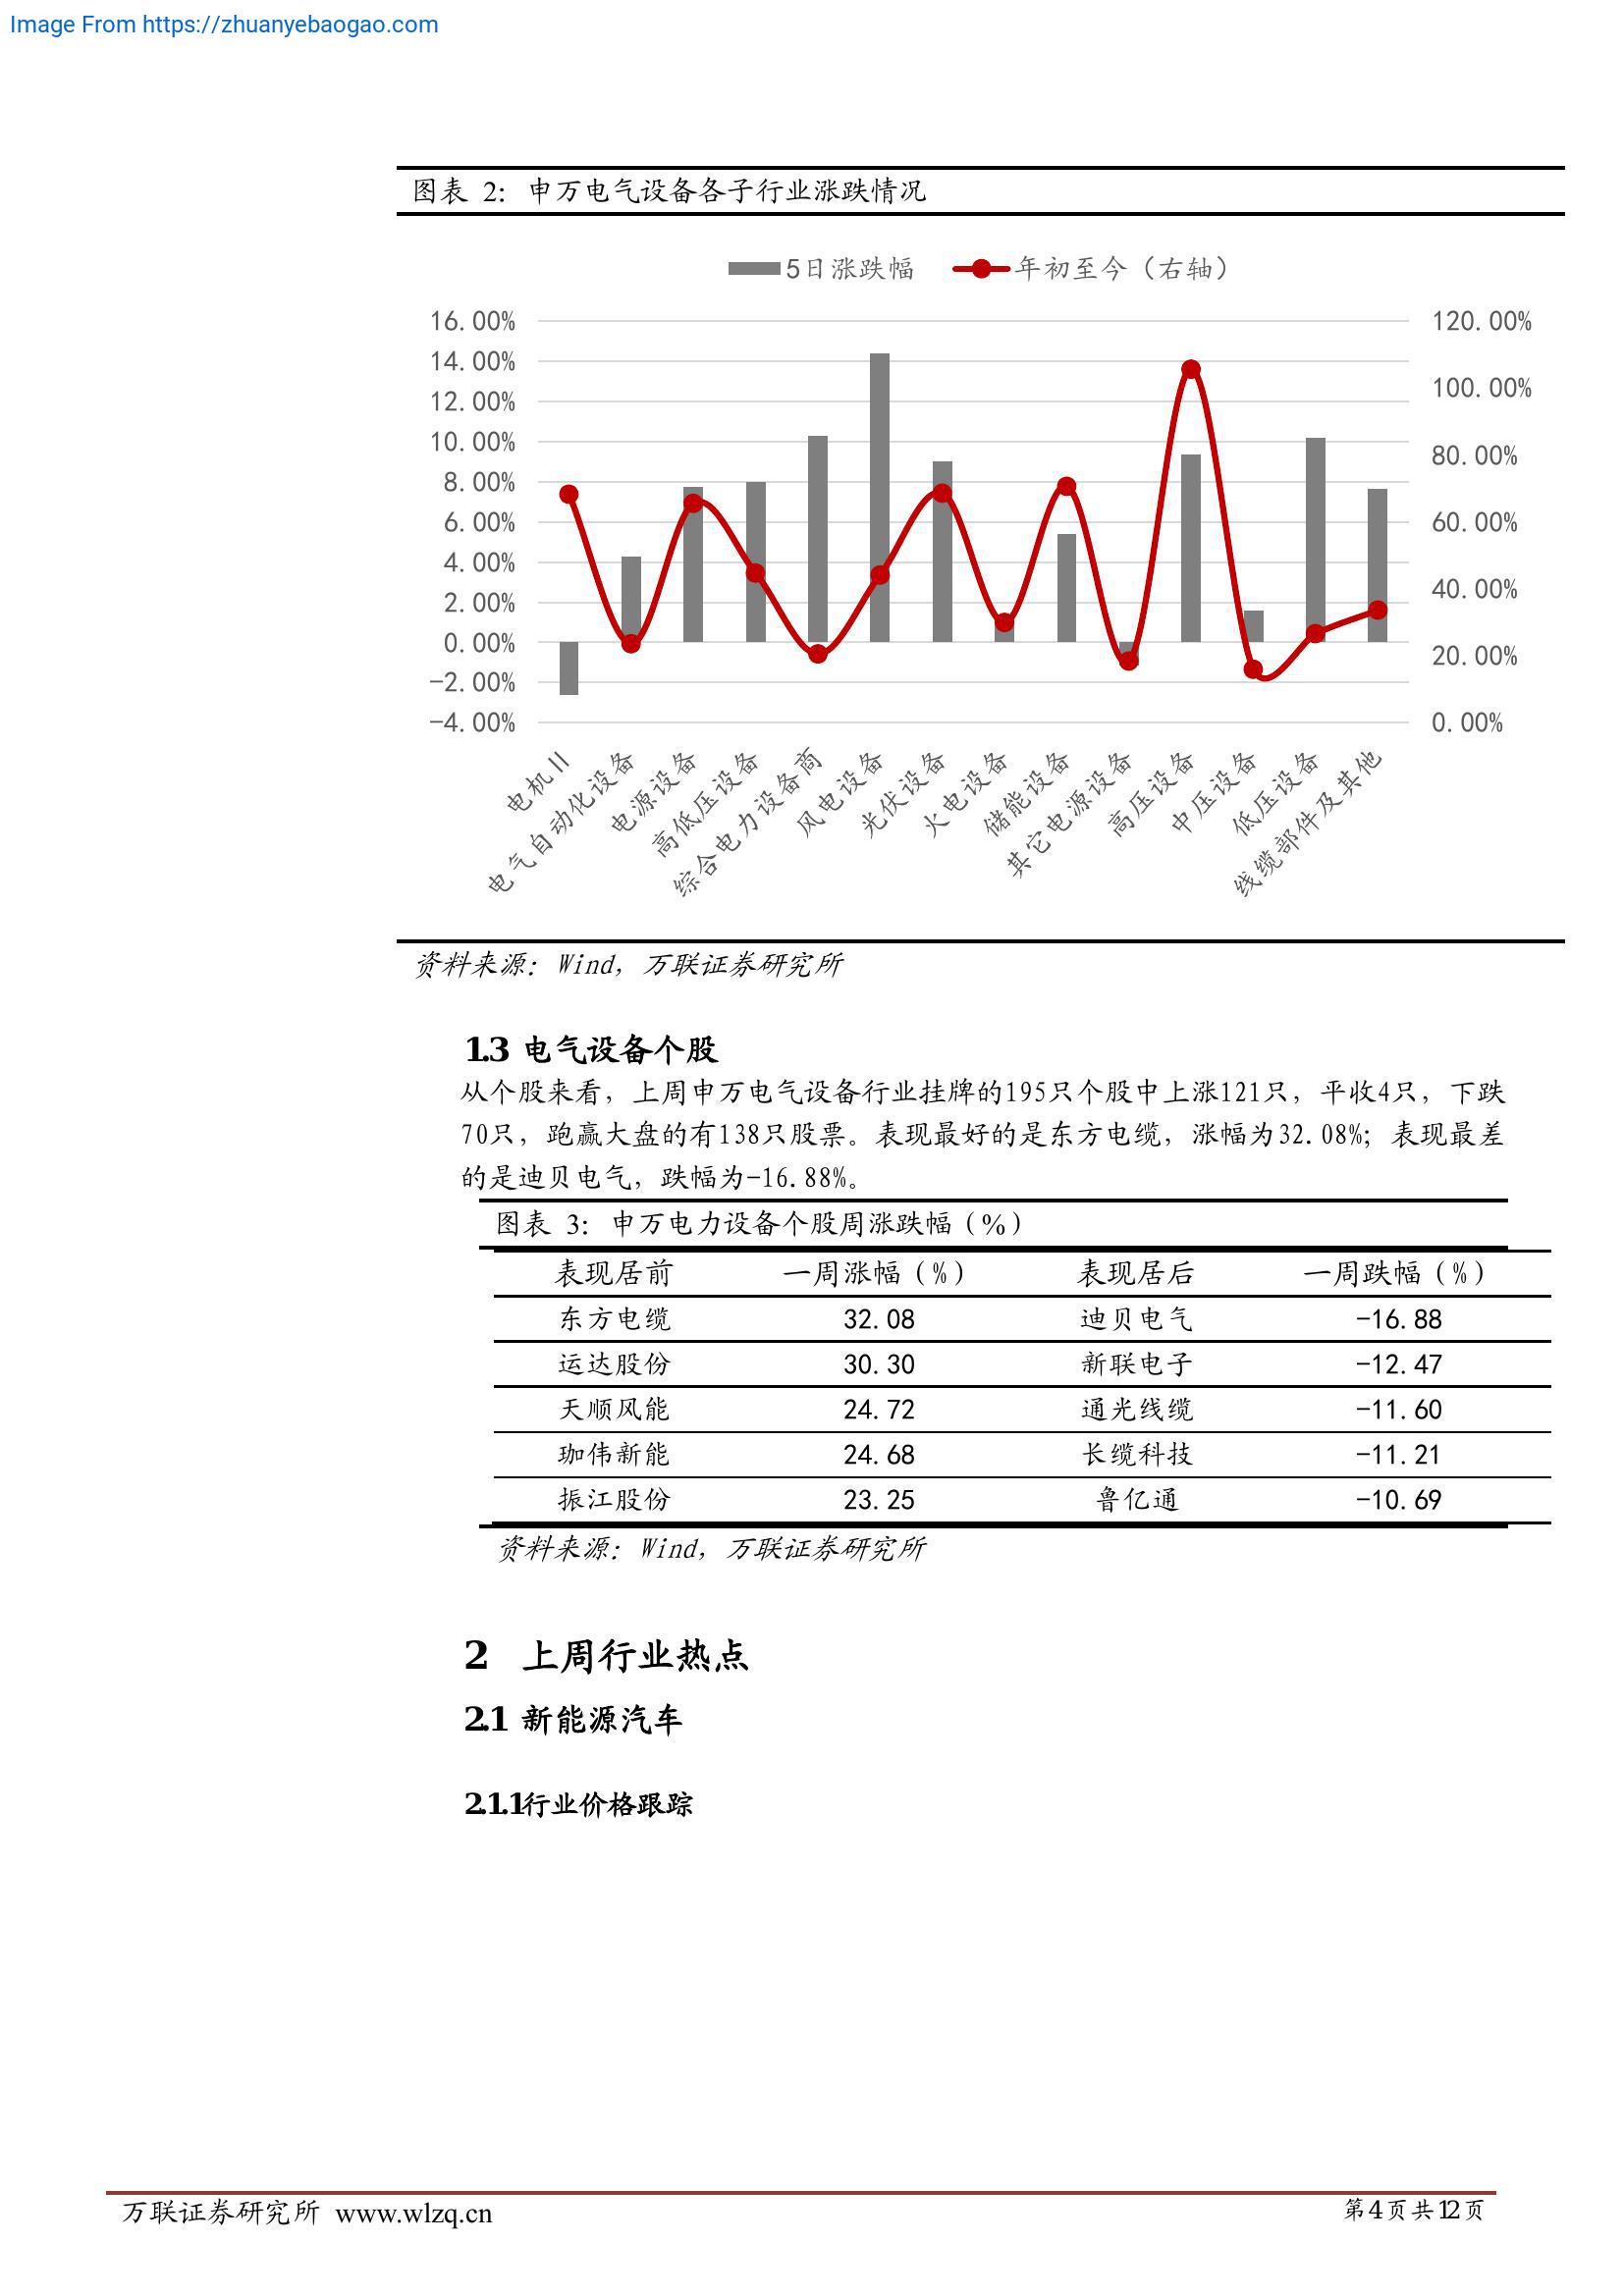 Image From https://zhuanyebaogao.com
图表 2：申万电气设备各子行业涨跌情况
5日涨跌幅 年初至今（右轴）
16.00% 120.00%
14.00%
100.00%
12.00%
10.00%
80.00%
8.00%
6.00% 60.00%
4.00%
40.00%
2.00%
0.00%
20.00%
-2.00%
-4.00% 0.00%
电机Ⅱ
电气自动化设备
电源设备
高低压设备
综合电力设备商
风电设备
光伏设备
火电设备
储能设备
其它电源设备
高压设备
中压设备
低压设备
线缆部件及其他
资料来源：Wind，万联证券研究所
1.3 电气设备个股
从个股来看，上周申万电气设备行业挂牌的195只个股中上涨121只，平收4只，下跌
70只，跑赢大盘的有138只股票。表现最好的是东方电缆，涨幅为32.08%；表现最差
的是迪贝电气，跌幅为-16.88%。
图表 3：申万电力设备个股周涨跌幅（%）
表现居前 一周涨幅（%） 表现居后 一周跌幅（%）
东方电缆 32.08 迪贝电气 -16.88
运达股份 30.30 新联电子 -12.47
天顺风能 24.72 通光线缆 -11.60
珈伟新能 24.68 长缆科技 -11.21
振江股份 23.25 鲁亿通 -10.69
资料来源：Wind，万联证券研究所
2 上周行业热点
2.1 新能源汽车
2.1.1行业价格跟踪
万联证券研究所 www.wlzq.cn 第4页共12页